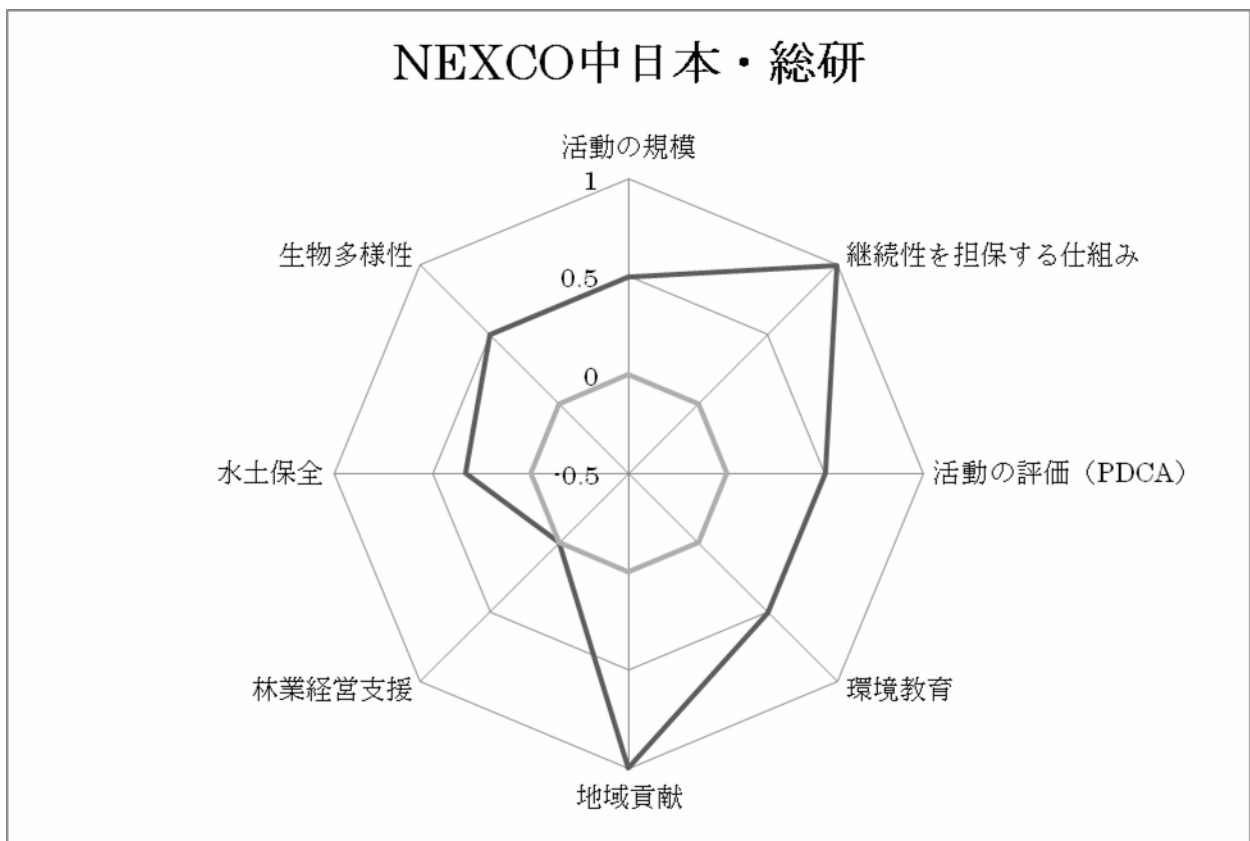 NEXCO中日本・総研
活動の規模
1
生物多様性
継続性を担保する仕組み
0.5
0
水土保全
-0.5
活動の評価（PDCA）
林業経営支援
環境教育
地域貢献